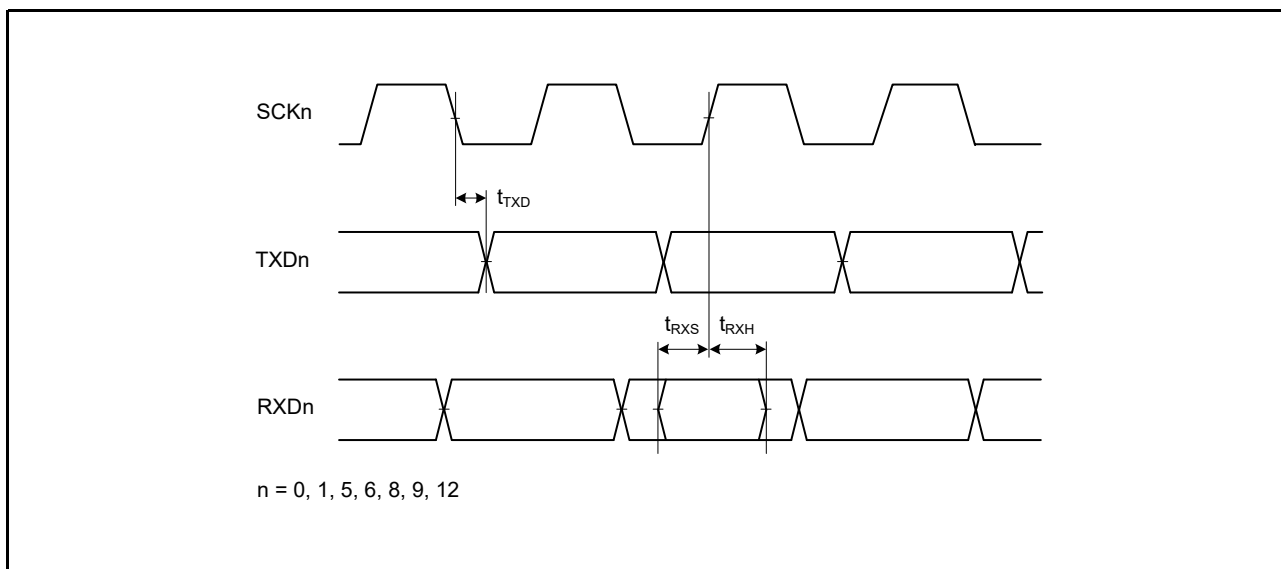 SCKn
tTXD
TXDn
tRXS tRXH
RXDn
n = 0, 1, 5, 6, 8, 9, 12